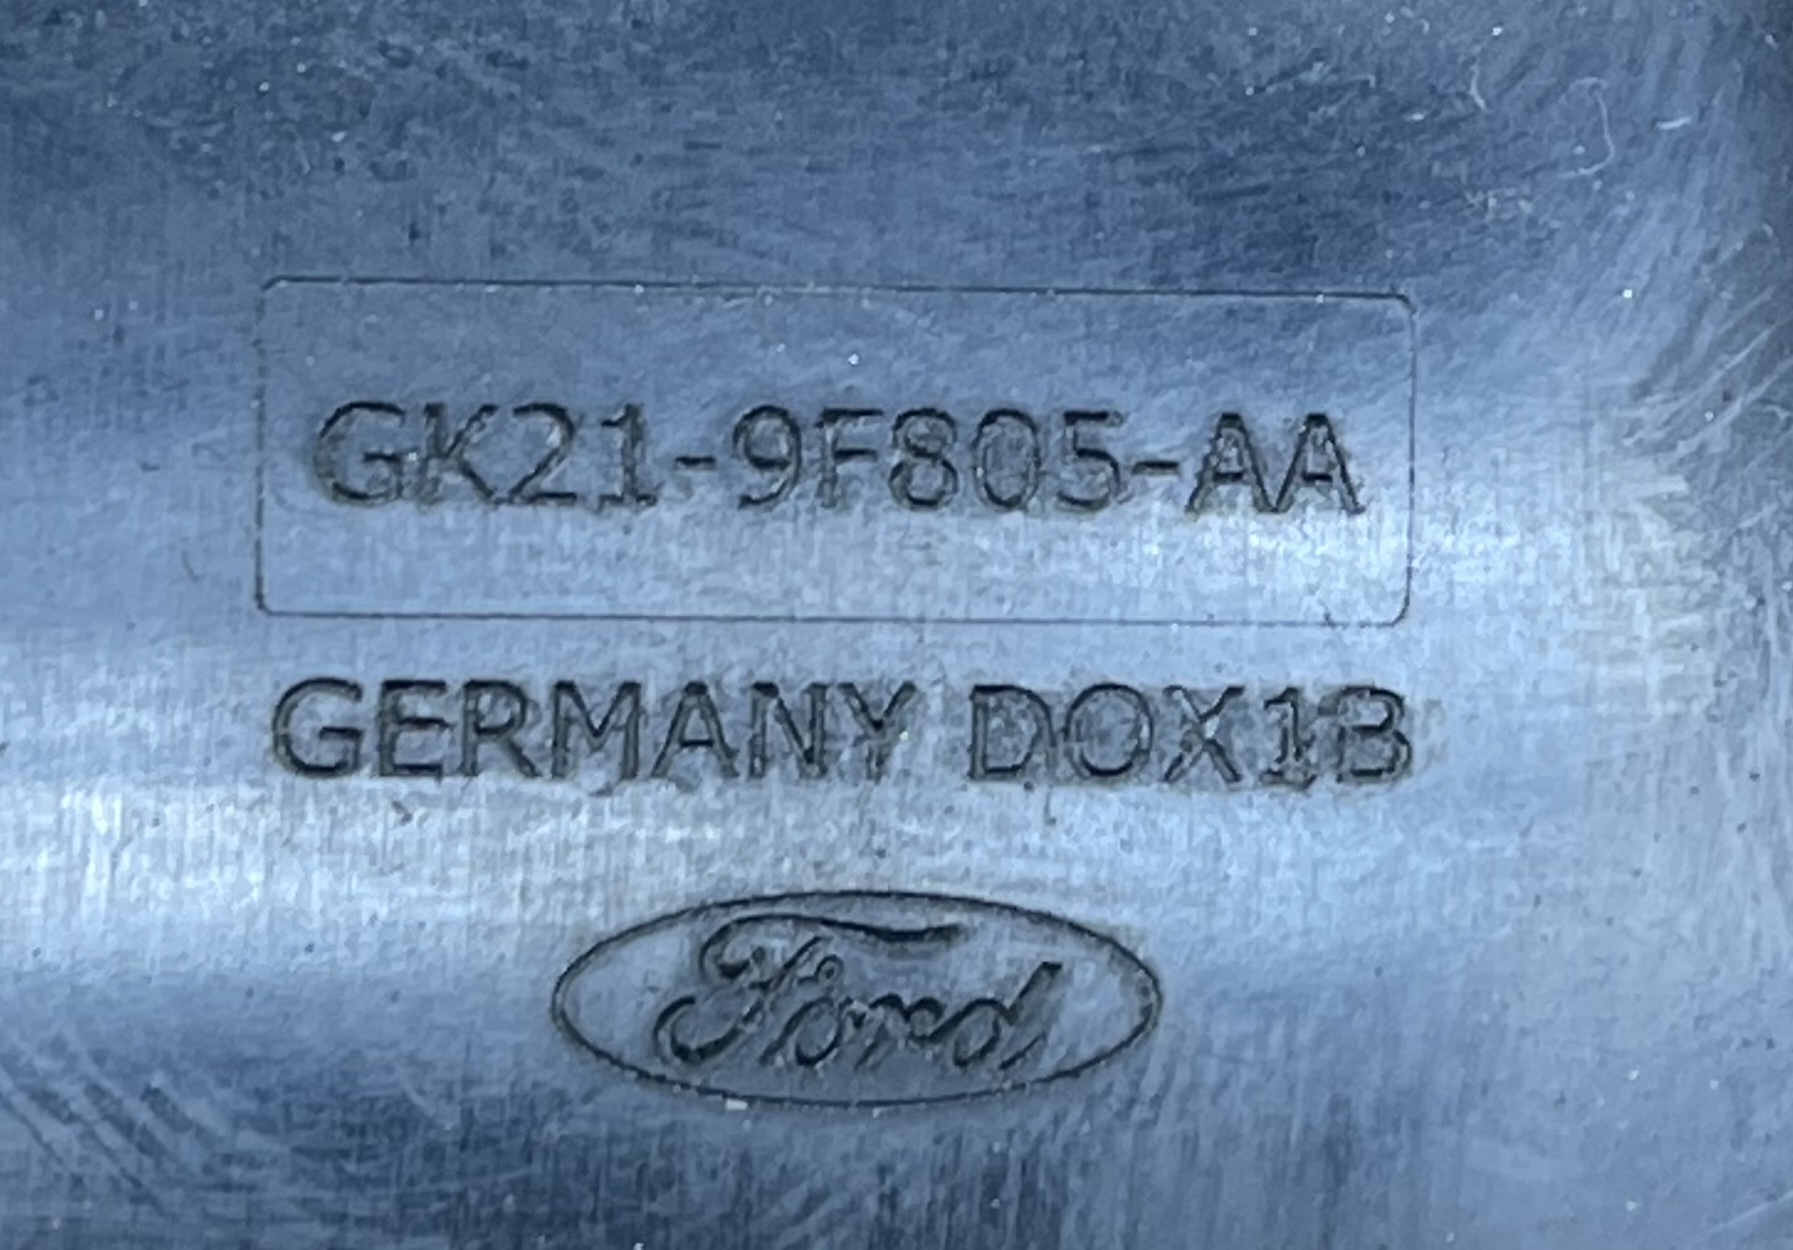 GK21-9F805-AA
GERMANY DOX1B
Ford